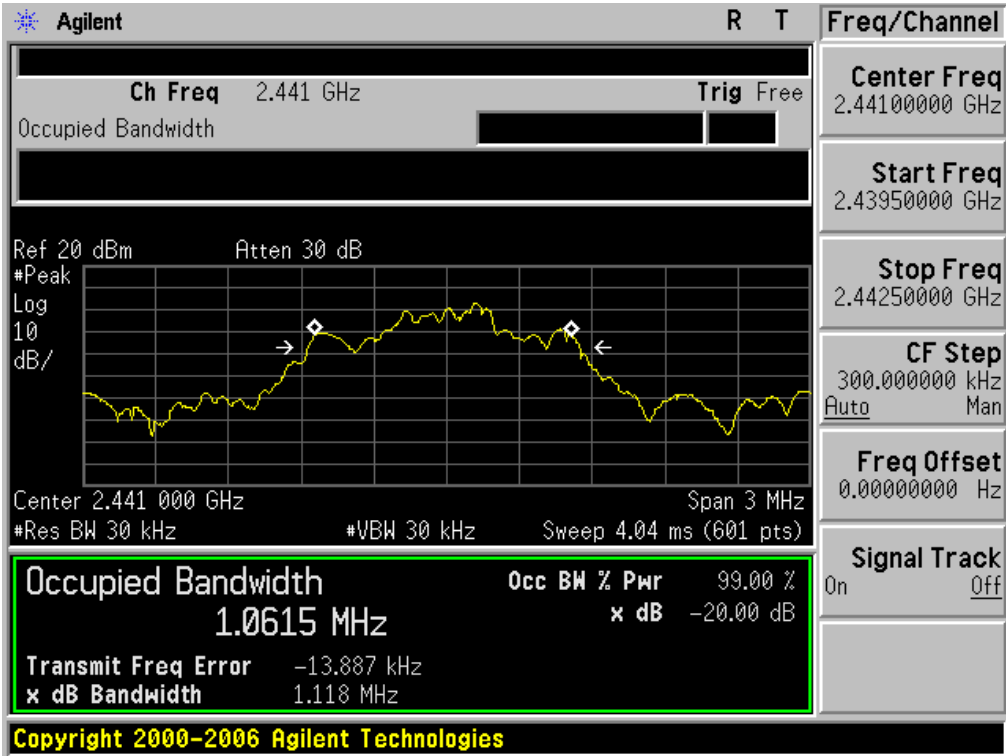 Agilent R T Freq/Channel
Ch Freq 2.441 GHz Trig Free
Occupied Bandwidth
Center Freq
2.44100000 GHz
Start Freq
2.43950000 GHz
Stop Freq
2.44250000 GHz
CF Step
300.000000 kHz
Auto Man
Freq Offset
0.00000000 Hz
Signal Track
On Off
Ref 20 dBm Atten 30 dB
#Peak
Log
10
dB/
Center 2.441 000 GHz Span 3 MHz
#Res BW 30 kHz #VBW 30 kHz Sweep 4.04 ms (601 pts)
Occupied Bandwidth
1.0615 MHz
Occ BW % Pwr 99.00 %
x dB -20.00 dB
Transmit Freq Error -13.887 kHz
x dB Bandwidth 1.118 MHz
Copyright 2000-2006 Agilent Technologies